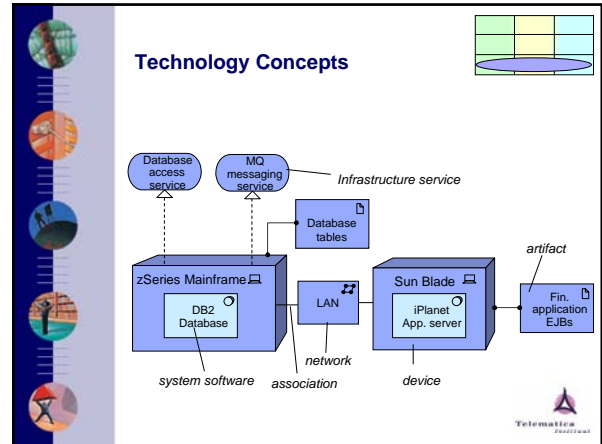 Technology Concepts
Database
access
service
MQ
messaging
service
Infrastructure service
Database
tables
artifact
zSeries Mainframe
DB2
Database
LAN
Sun Blade
iPlanet
App. server
Fin.
application
EJBs
system software
association
network
device
Telematica
Instituut